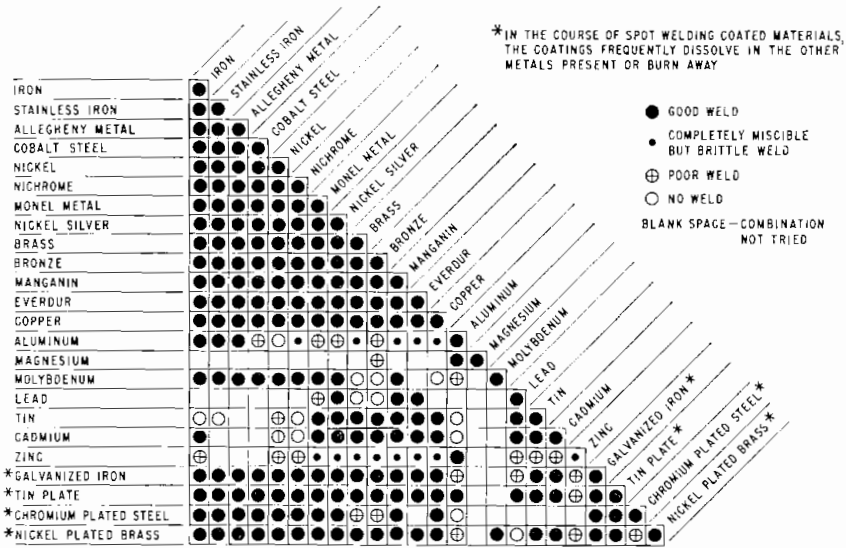 *IN THE COURSE OF SPOT WELDING COATED MATERIALS,
THE COATINGS FREQUENTLY DISSOLVE IN THE OTHER
METALS PRESENT OR BURN AWAY
GOOD WELD
COMPLETELY MISCIBLE
BUT BRITTLE WELD
POOR WELD
NO WELD
BLANK SPACE—COMBINATION
NOT TRIED
IRON
STAINLESS IRON
ALLEGHENY METAL
COBALT STEEL
NICKEL
NICHROME
MONEL METAL
NICKEL SILVER
BRASS
BRONZE
MANGANIN
EVERDUR
COPPER
ALUMINUM
MAGNESIUM
MOLYBDENUM
LEAD
TIN
CADMIUM
ZINC
GALVANIZED IRON*
TIN PLATE*
CHROMIUM PLATED STEEL*
NICKEL PLATED BRASS*
IRON
STAINLESS IRON
ALLEGHENY METAL
COBALT STEEL
NICKEL
NICHROME
MONEL METAL
NICKEL SILVER
BRASS
BRONZE
MANGANIN
EVERDUR
COPPER
ALUMINUM
MAGNESIUM
MOLYBDENUM
LEAD
TIN
CADMIUM
ZINC
*GALVANIZED IRON
*TIN PLATE
*CHROMIUM PLATED STEEL
*NICKEL PLATED BRASS